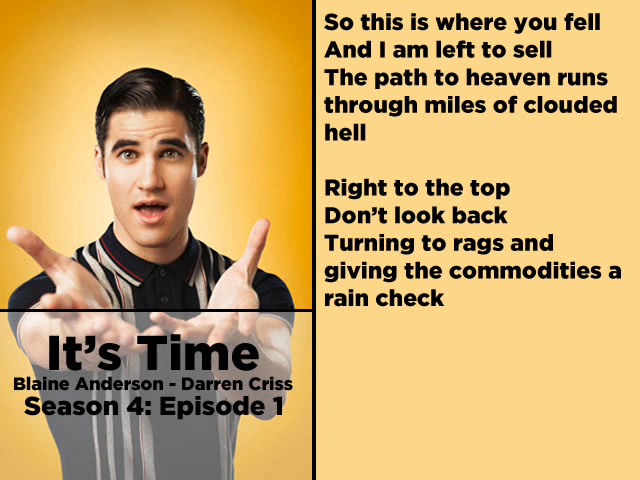 It's Time
Blaine Anderson - Darren Criss
Season 4: Episode 1
So this is where you fell
And I am left to sell
The path to heaven runs
through miles of clouded
hell
Right to the top
Don't look back
Turning to rags and
giving the commodities a
rain check